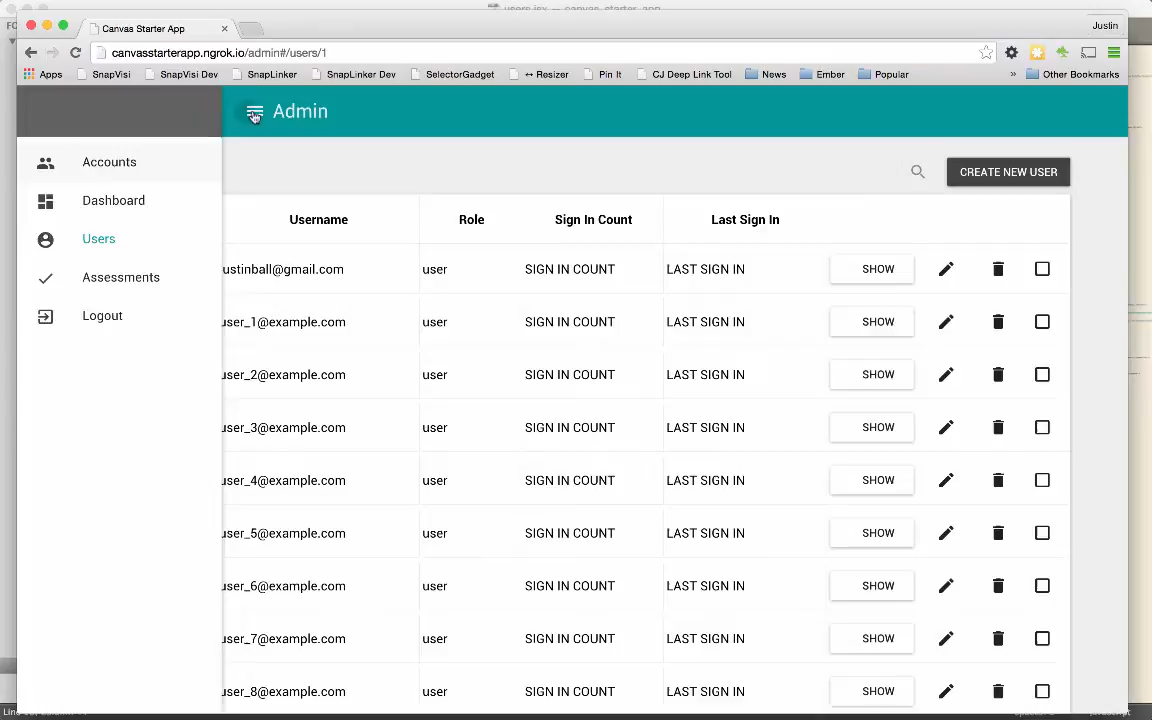 users.jsx — canvas_starter_app
Canvas Starter App
Justin
canvasstarterapp.ngrok.io/admin#/users/1
Apps SnapVisi SnapVisi Dev SnapLinker SnapLinker Dev SelectorGadget ↔ Resizer Pin It CJ Deep Link Tool News Ember Popular » Other Bookmarks
Admin
Accounts
Dashboard
Users
Assessments
Logout
CREATE NEW USER
Username Role Sign In Count Last Sign In
ustinball@gmail.com user SIGN IN COUNT LAST SIGN IN SHOW
user_1@example.com user SIGN IN COUNT LAST SIGN IN SHOW
user_2@example.com user SIGN IN COUNT LAST SIGN IN SHOW
user_3@example.com user SIGN IN COUNT LAST SIGN IN SHOW
user_4@example.com user SIGN IN COUNT LAST SIGN IN SHOW
user_5@example.com user SIGN IN COUNT LAST SIGN IN SHOW
user_6@example.com user SIGN IN COUNT LAST SIGN IN SHOW
user_7@example.com user SIGN IN COUNT LAST SIGN IN SHOW
user_8@example.com user SIGN IN COUNT LAST SIGN IN SHOW